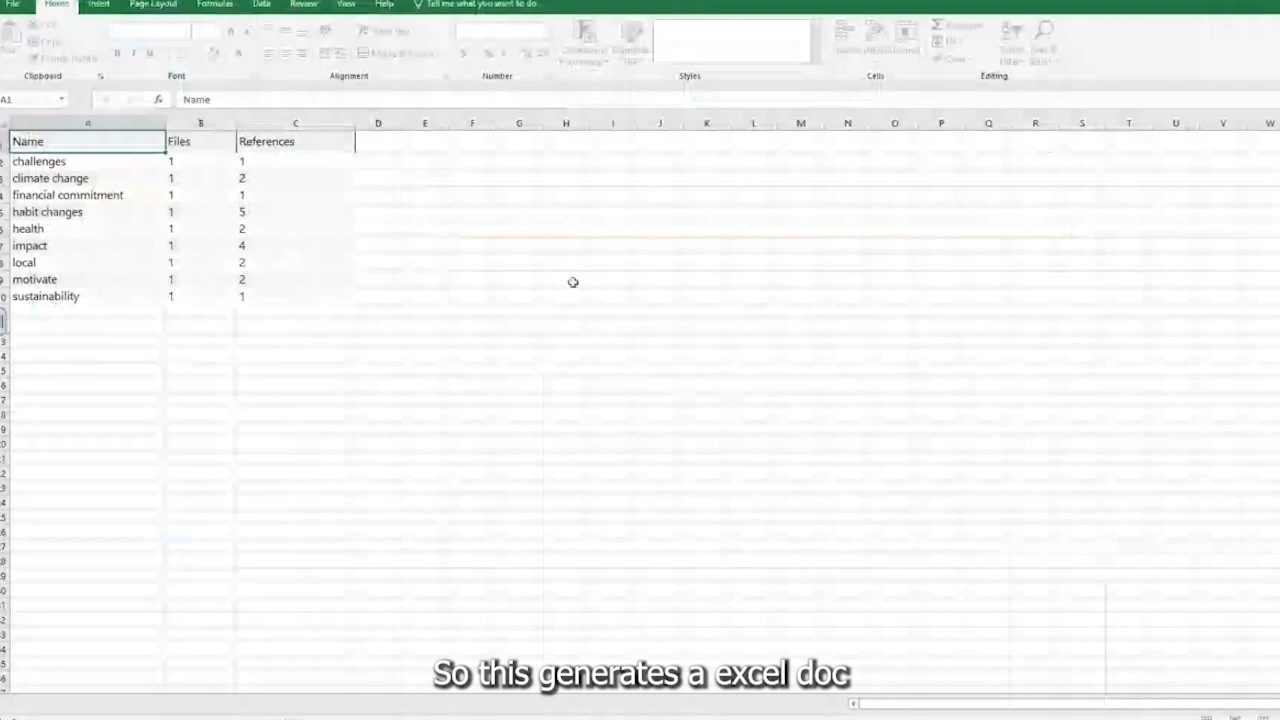 File Home Insert Page Layout Formulas Data Review View Help Tell me what you want to do
Clipboard Font Alignment Number Styles Cells Editing
A1 fx Name
A B C D E F G H I J K L M N O P Q R S T U V W
Name Files References
challenges 1 1
climate change 1 2
financial commitment 1 1
habit changes 1 5
health 1 2
impact 1 4
local 1 2
motivate 1 2
sustainability 1 1
So this generates a excel doc